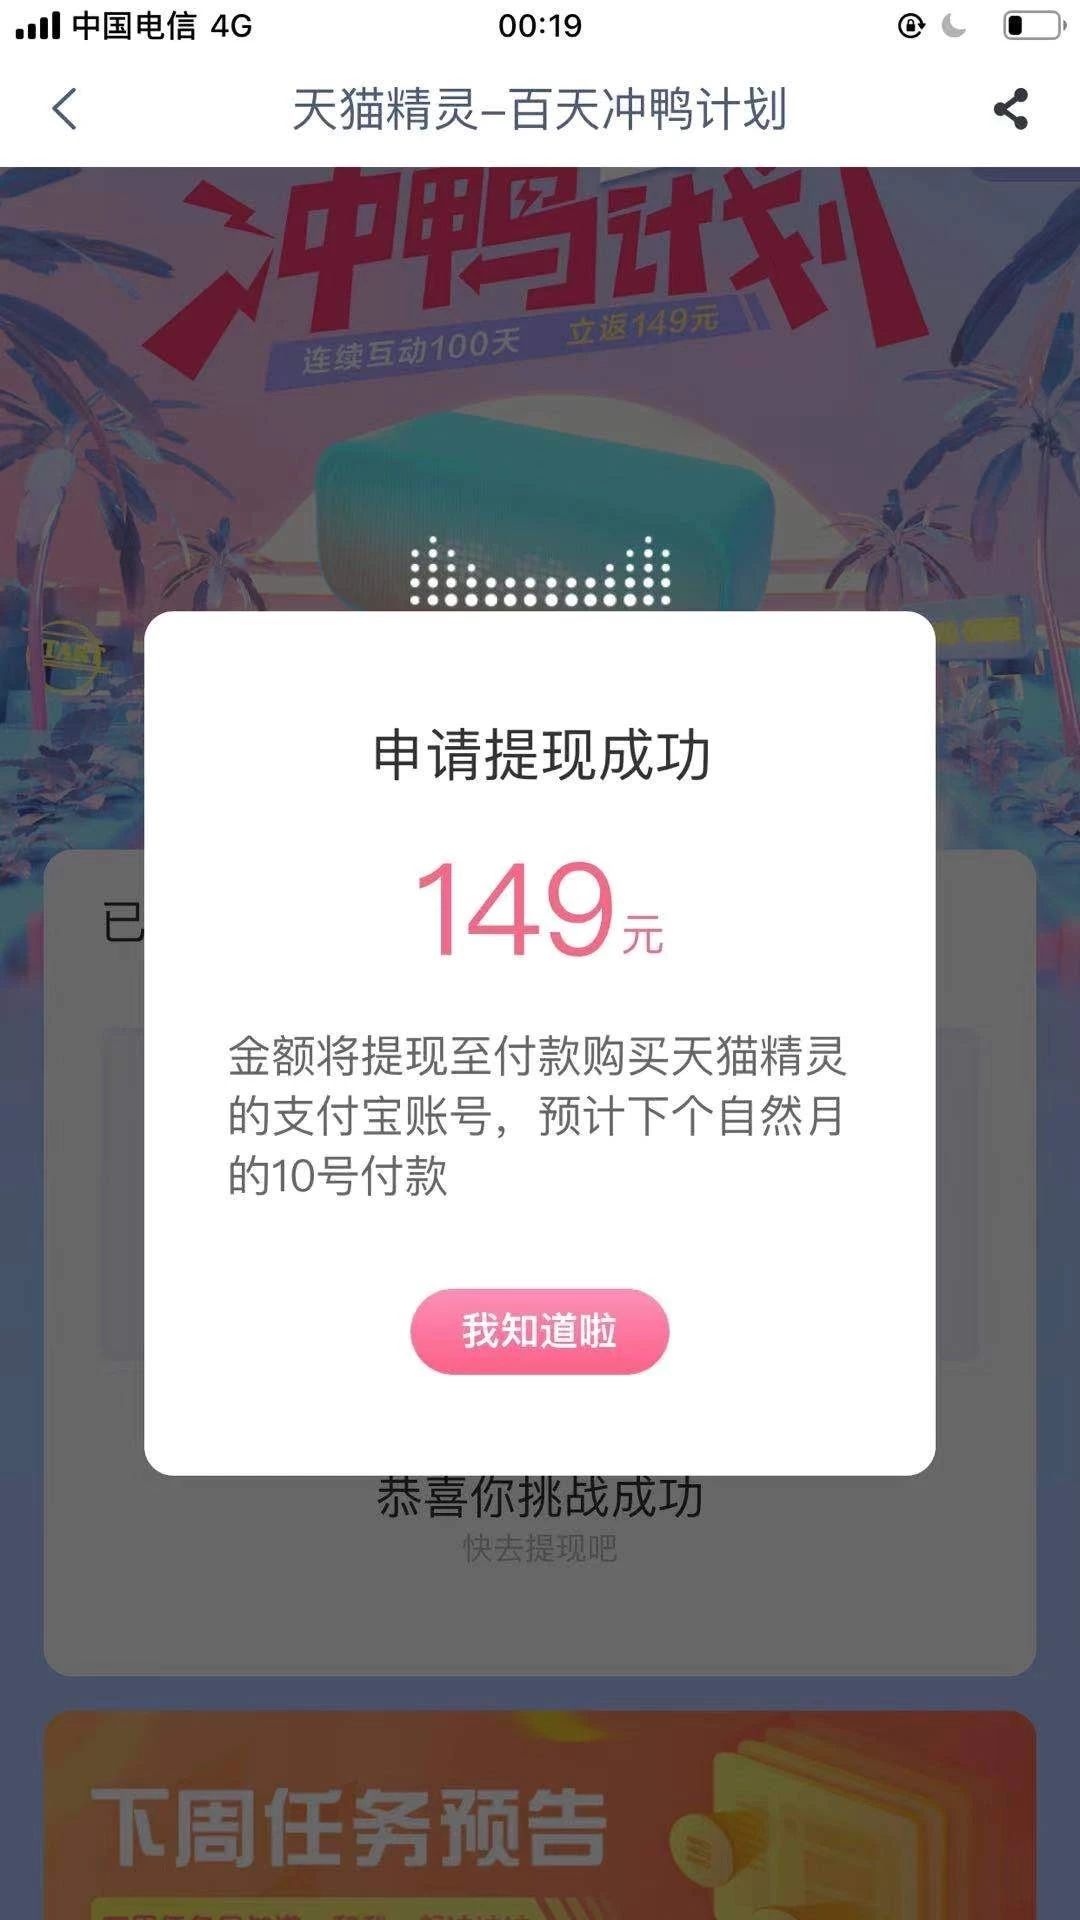 中国电信 4G
00:19
天猫精灵-百天冲鸭计划
冲鸭计划
连续互动100天 立返149元
START
申请提现成功
149元
已
金额将提现至付款购买天猫精灵
的支付宝账号，预计下个自然月
的10号付款
我知道啦
恭喜你挑战成功
快去提现吧
下周任务预告